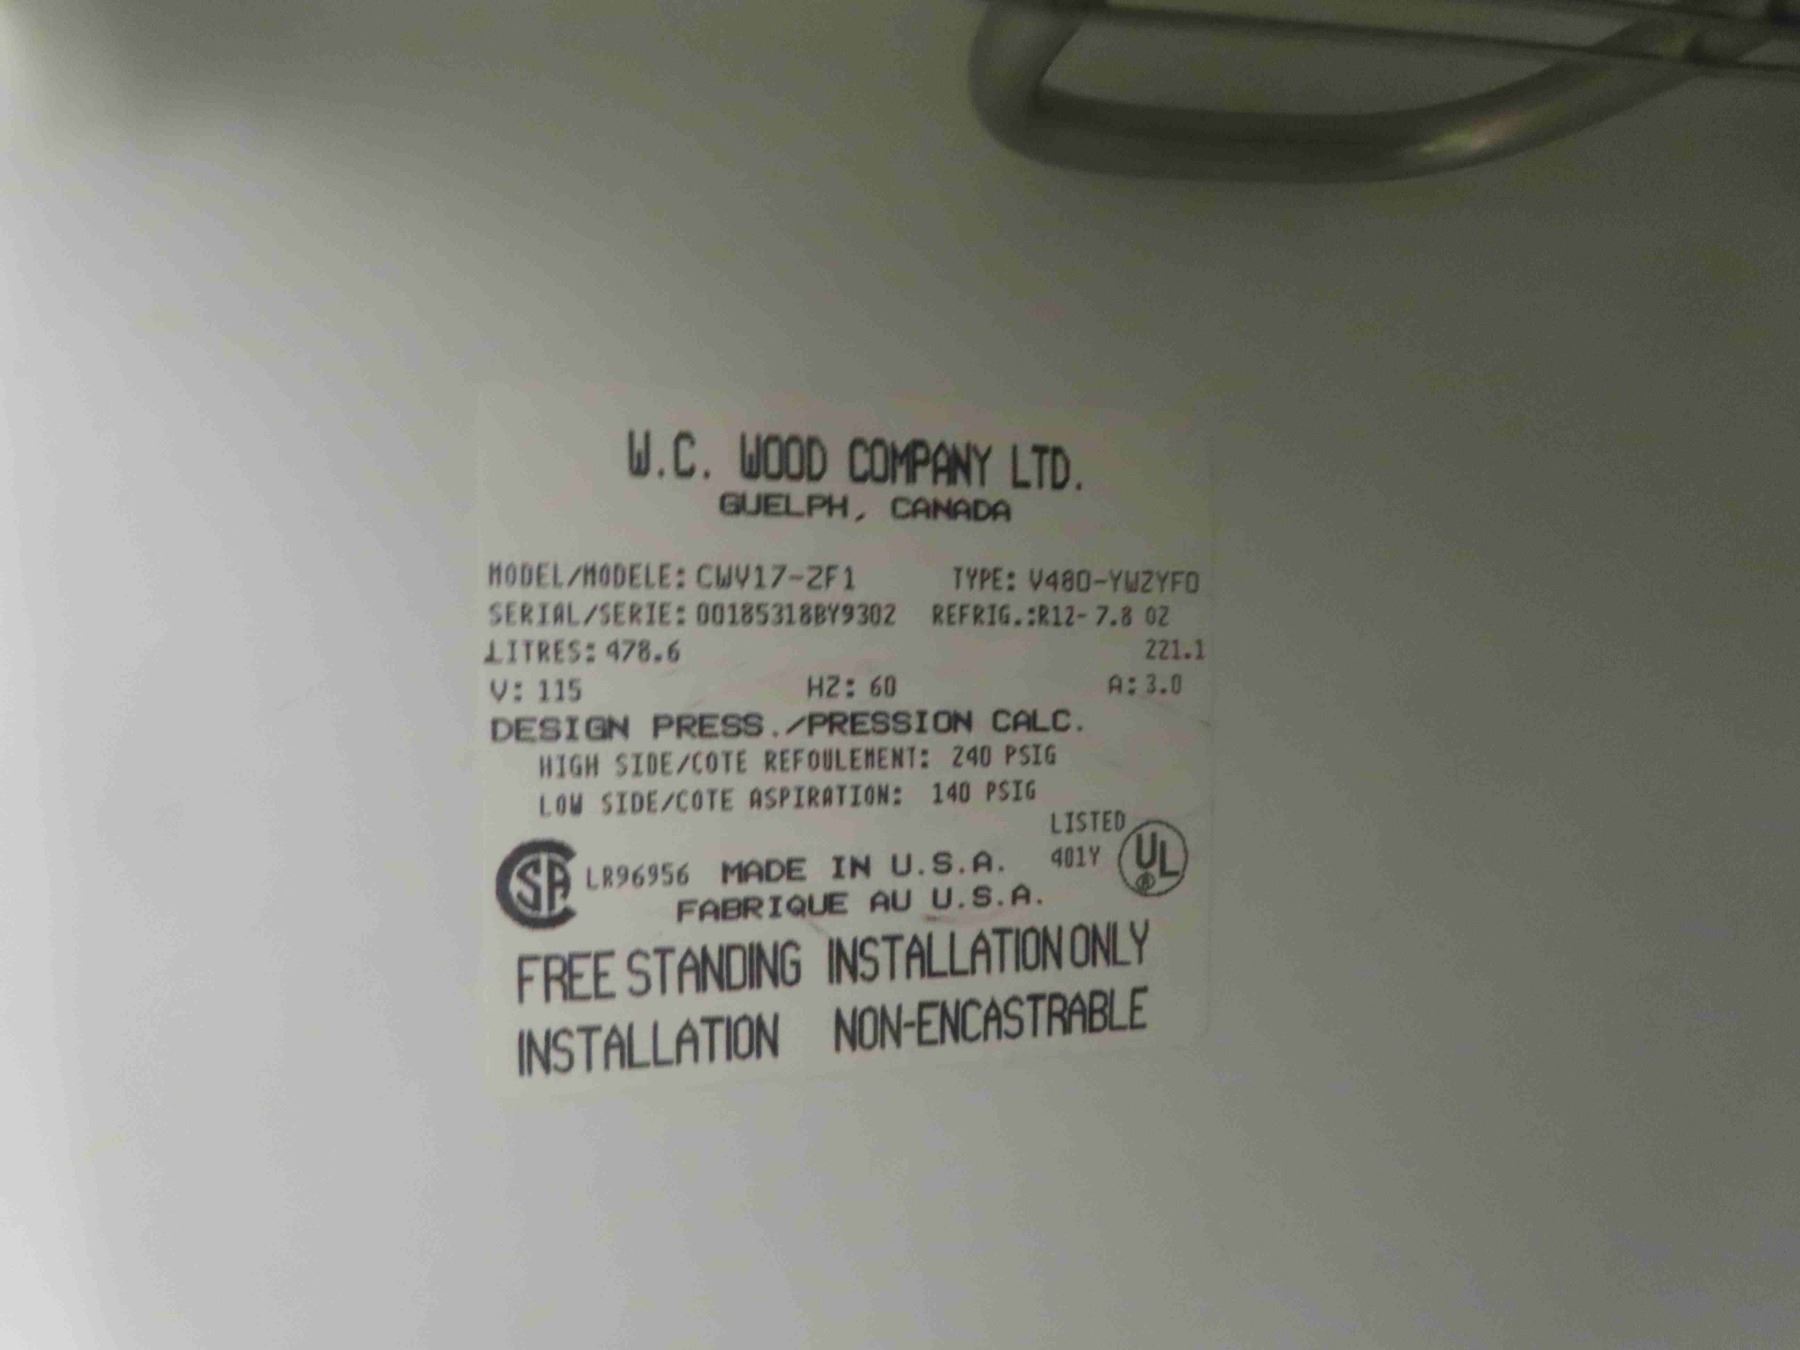 W.C. WOOD COMPANY LTD.
GUELPH, CANADA
MODEL/MODELE: CWV17-2F1 TYPE: V480-YW2YF0
SERIAL/SERIE: 00185318BY9302 REFRIG.:R12- 7.8 OZ
LITRES: 478.6 221.1
V: 115 HZ: 60 A: 3.0
DESIGN PRESS./PRESSION CALC.
HIGH SIDE/COTE REFOULEMENT: 240 PSIG
LOW SIDE/COTE ASPIRATION: 140 PSIG
LISTED
SA LR96956 MADE IN U.S.A. 401Y UL ®
FABRIQUE AU U.S.A.
FREE STANDING INSTALLATION ONLY
INSTALLATION NON-ENCASTRABLE